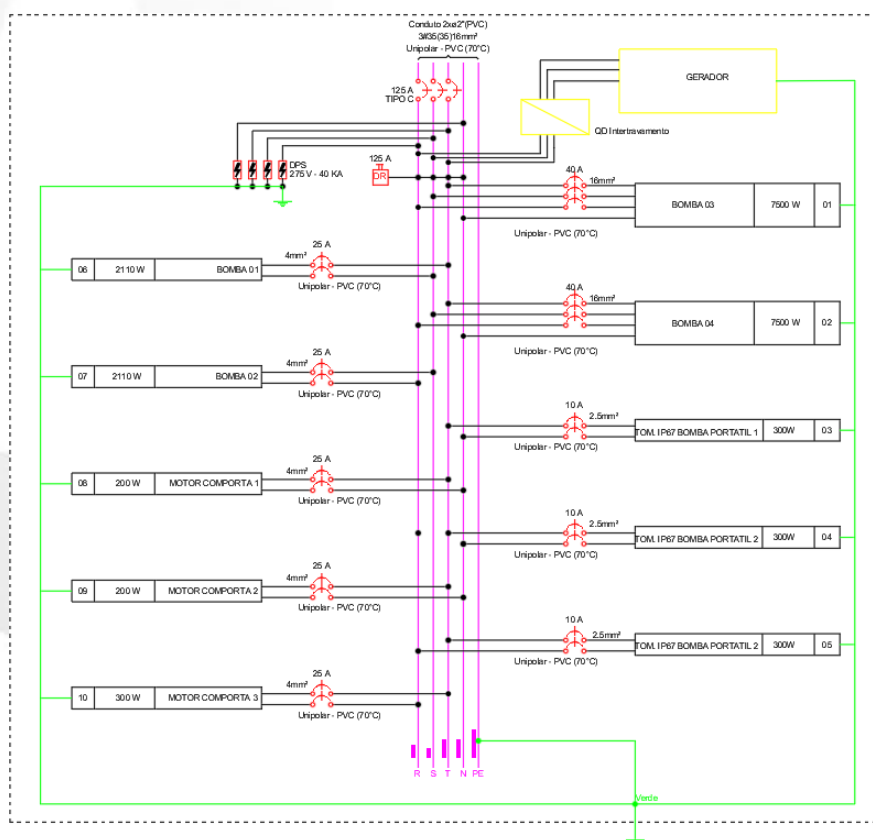 Conduto 2xø2"(PVC)
3#35(35)16mm²
Unipolar - PVC (70°C)
125 A
TIPO C
GERADOR
QD Intertravamento
DPS
275 V - 40 KA
125 A
DR
40 A
16mm²
BOMBA 03 7500 W 01
Unipolar - PVC (70°C)
25 A
4mm²
06 2110 W BOMBA 01
Unipolar - PVC (70°C)
40 A
16mm²
BOMBA 04 7500 W 02
Unipolar - PVC (70°C)
25 A
4mm²
07 2110 W BOMBA 02
Unipolar - PVC (70°C)
10 A
2.5mm²
TOM. IP67 BOMBA PORTATIL 1 300W 03
Unipolar - PVC (70°C)
25 A
4mm²
08 200 W MOTOR COMPORTA 1
Unipolar - PVC (70°C)
10 A
2.5mm²
TOM. IP67 BOMBA PORTATIL 2 300W 04
Unipolar - PVC (70°C)
25 A
4mm²
09 200 W MOTOR COMPORTA 2
Unipolar - PVC (70°C)
10 A
2.5mm²
TOM. IP67 BOMBA PORTATIL 2 300W 05
Unipolar - PVC (70°C)
25 A
4mm²
10 300 W MOTOR COMPORTA 3
Unipolar - PVC (70°C)
R S T N PE
Verde